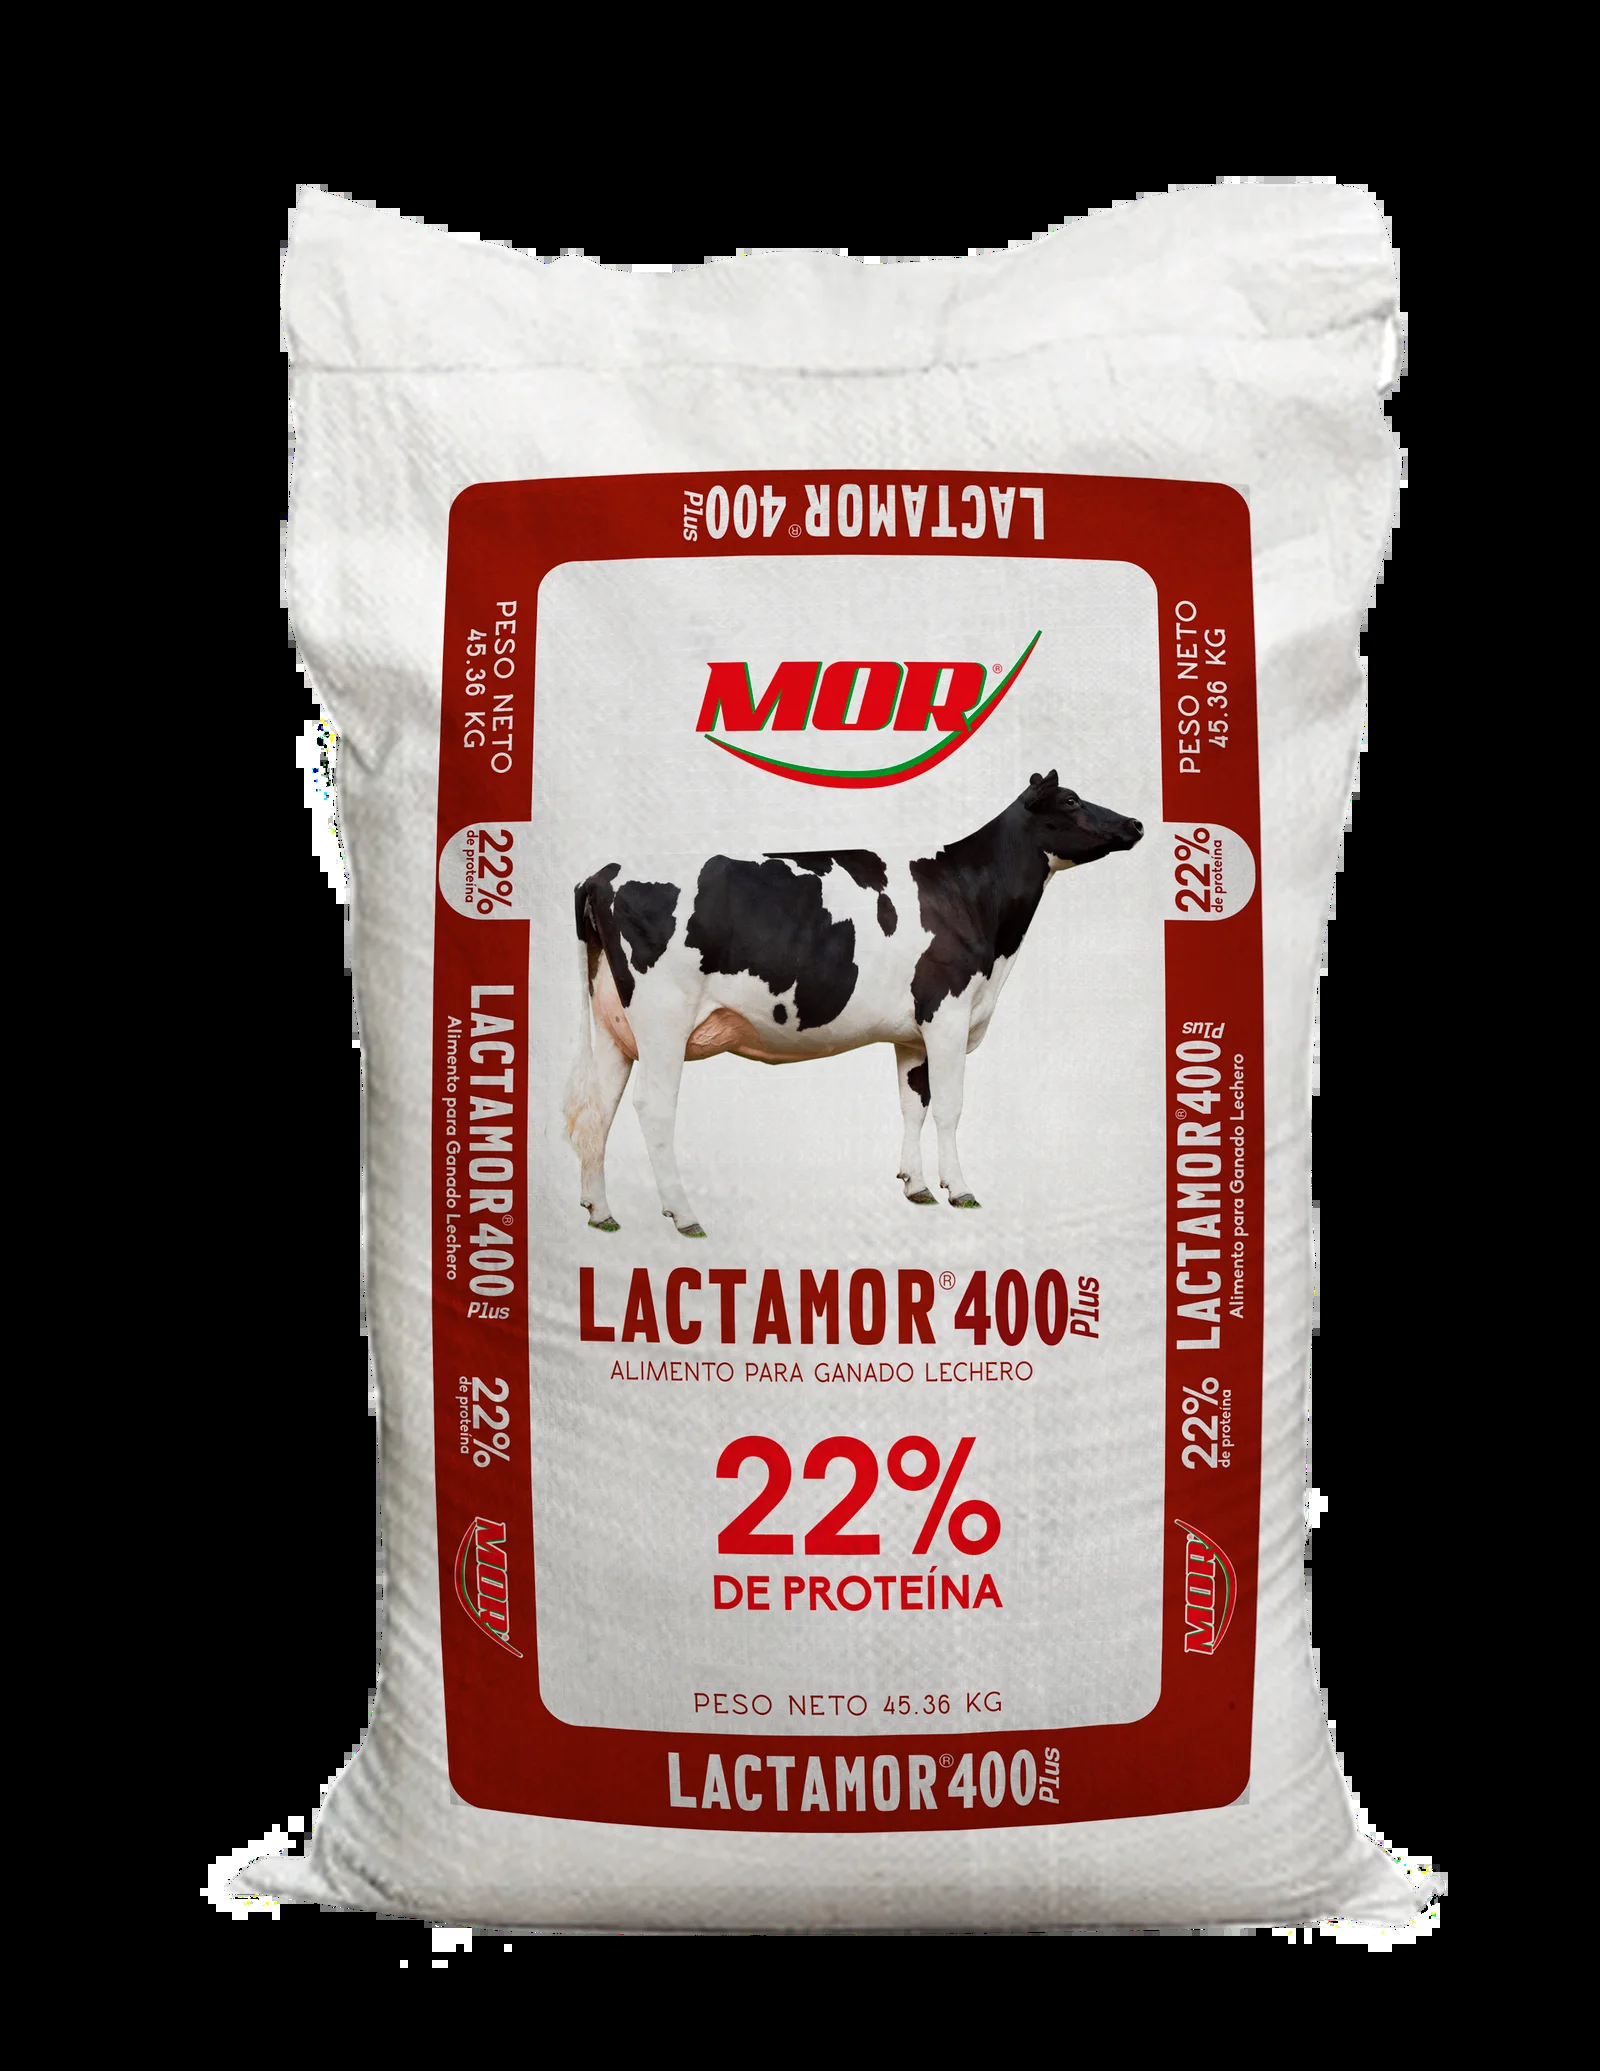 LACTAMOR® 400 Plus
PESO NETO
45.36 KG
22%
de proteína
LACTAMOR® 400 Plus
Alimento para Ganado Lechero
22%
de proteína
MOR
MOR®
LACTAMOR® 400 Plus
ALIMENTO PARA GANADO LECHERO
22%
DE PROTEÍNA
PESO NETO 45.36 KG
PESO NETO
45.36 KG
22%
de proteína
LACTAMOR® 400 Plus
Alimento para Ganado Lechero
22%
de proteína
MOR
LACTAMOR® 400 Plus